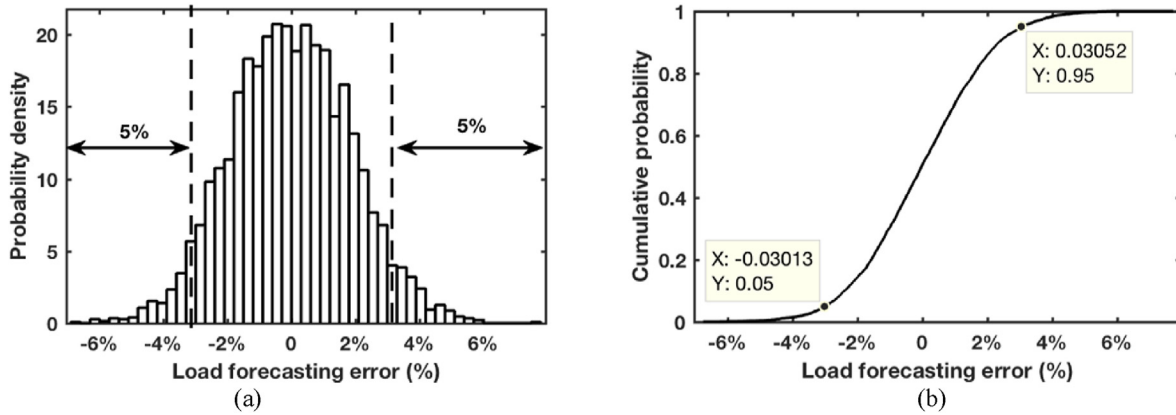 20
15
10
5
0
Probability density
5%
5%
-6%
-4%
-2%
0
2%
4%
6%
Load forecasting error (%)
(a)
1
0.8
0.6
0.4
0.2
0
Cumulative probability
X: 0.03052
Y: 0.95
X: -0.03013
Y: 0.05
-6%
-4%
-2%
0
2%
4%
6%
Load forecasting error (%)
(b)